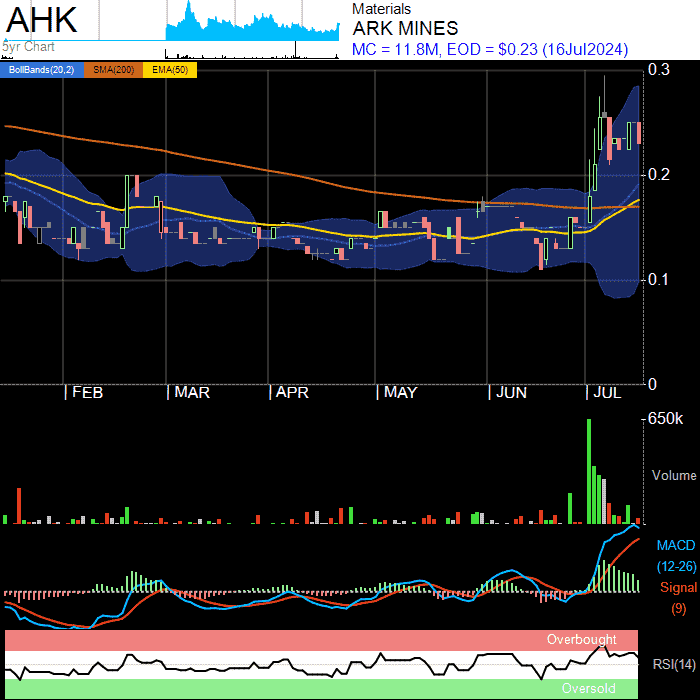 AHK
5yr Chart
Materials
ARK MINES
MC = 11.8M, EOD = $0.23 (16Jul2024)
BollBands(20,2) SMA(200) EMA(50)
0.3
0.2
0.1
0
| FEB | MAR | APR | MAY | JUN | JUL
650k
Volume
MACD
(12-26)
Signal
(9)
Overbought
RSI(14)
Oversold